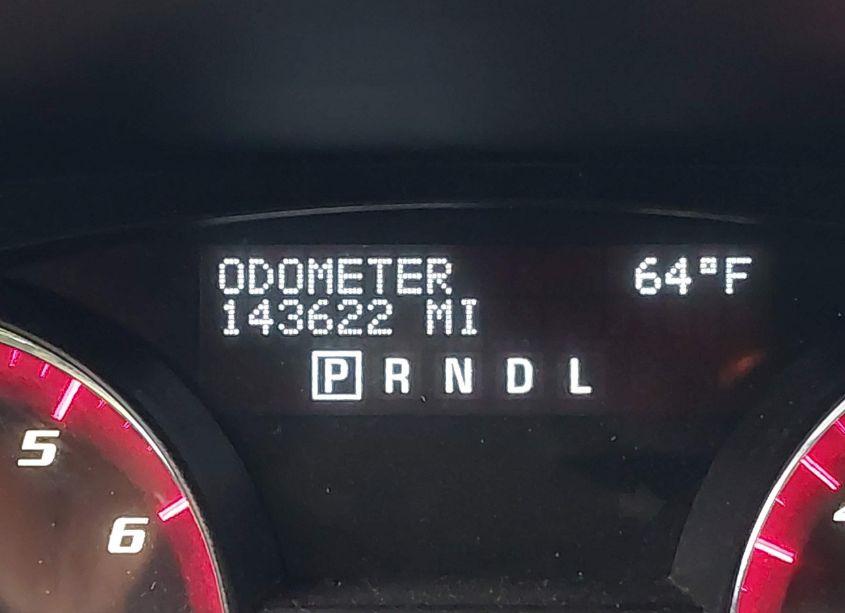 ODOMETER 64°F
143622 MI
P R N D L
5
6